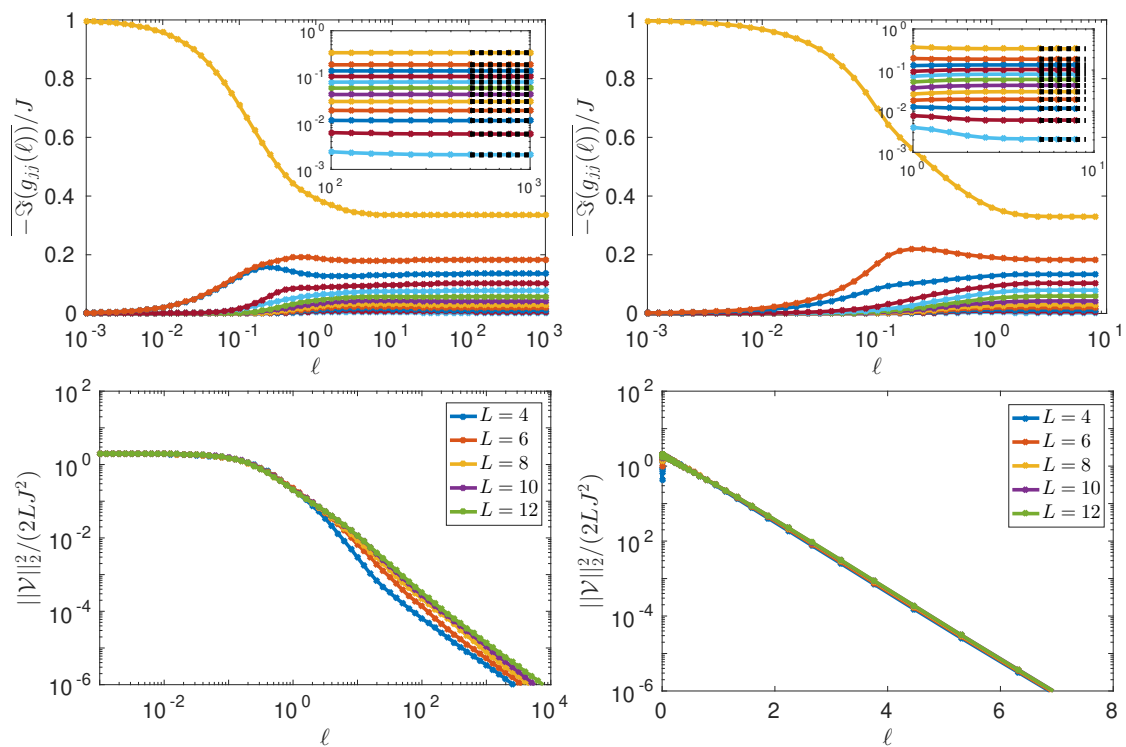 $\overline{-\Im(g_{jj}(\ell))}/J$
1
0.8
0.6
0.4
0.2
0
10^{-3} 10^{-2} 10^{-1} 10^{0} 10^{1} 10^{2} 10^{3}
ℓ
10^{0}
10^{-1}
10^{-2}
10^{-3}
10^{2} 10^{3}
$\overline{-\Im(g_{jj}(\ell))}/J$
1
0.8
0.6
0.4
0.2
0
10^{-3} 10^{-2} 10^{-1} 10^{0} 10^{1}
ℓ
10^{0}
10^{-1}
10^{-2}
10^{-3}
10^{0} 10^{1}
$||\mathcal{V}||_2^2/(2LJ^2)$
10^{2}
10^{0}
10^{-2}
10^{-4}
10^{-6}
10^{-2} 10^{0} 10^{2} 10^{4}
ℓ
L = 4
L = 6
L = 8
L = 10
L = 12
$||\mathcal{V}||_2^2/(2LJ^2)$
10^{2}
10^{0}
10^{2}
10^{-4}
10^{-6}
0 2 4 6 8
ℓ
L = 4
L = 6
L = 8
L = 10
L = 12